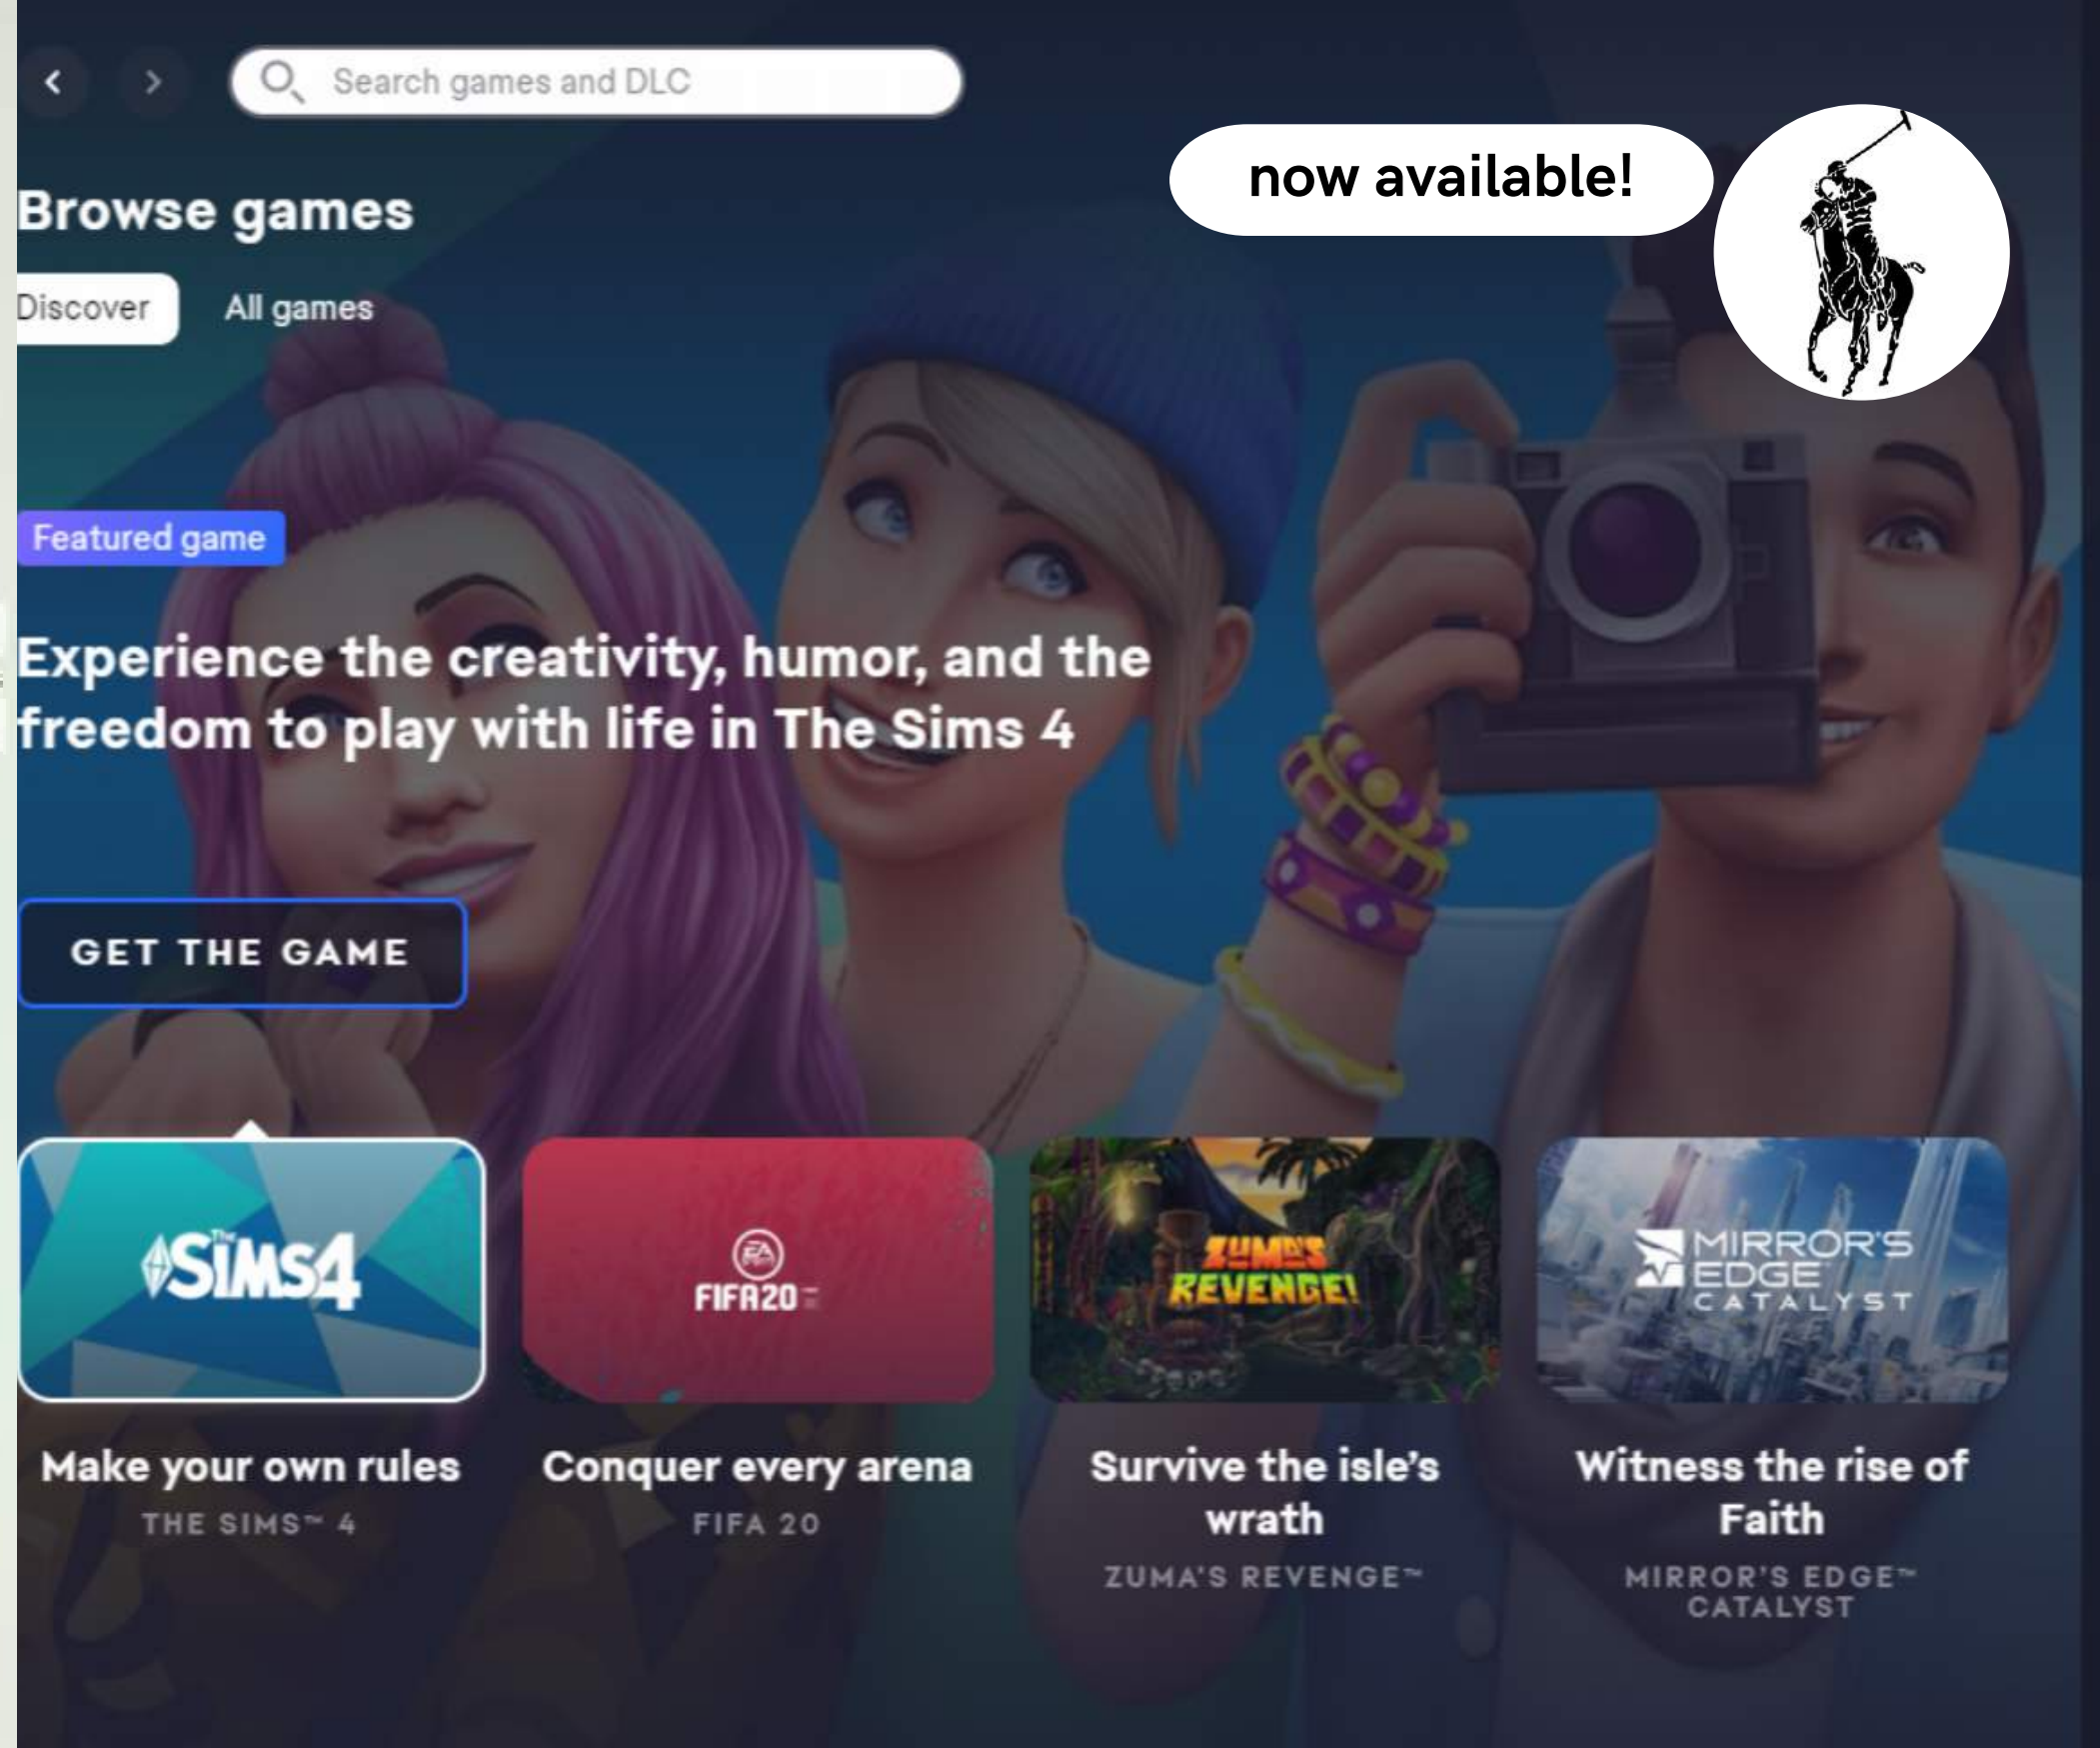 Search games and DLC
now available!
Browse games
Discover
All games
Featured game
Experience the creativity, humor, and the
freedom to play with life in The Sims 4
GET THE GAME
The
SIMS4
EA
SPORTS
FIFA20
ZUMA'S
REVENGE!
MIRROR'S
EDGE
CATALYST
Make your own rules
THE SIMS™ 4
Conquer every arena
FIFA 20
Survive the isle's
wrath
ZUMA'S REVENGE™
Witness the rise of
Faith
MIRROR'S EDGE™
CATALYST